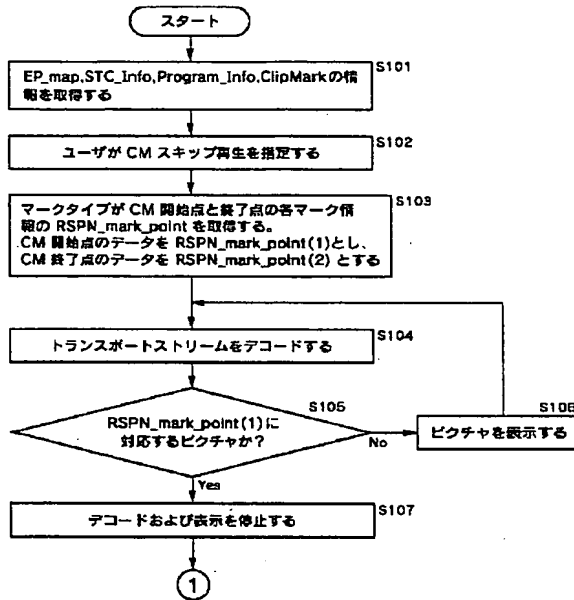 スタート
S101
EP_map,STC_Info,Program_Info,ClipMarkの情
報を取得する
S102
ユーザが CM スキップ再生を指定する
S103
マークタイプが CM 開始点と終了点の各マーク情
報の RSPN_mark_point を取得する。
CM 開始点のデータを RSPN_mark_point(1)とし、
CM 終了点のデータを RSPN_mark_point(2) とする
S104
トランスポートストリームをデコードする
S105
RSPN_mark_point(1)に
対応するピクチャか?
No
S106
ピクチャを表示する
Yes
S107
デコードおよび表示を停止する
1